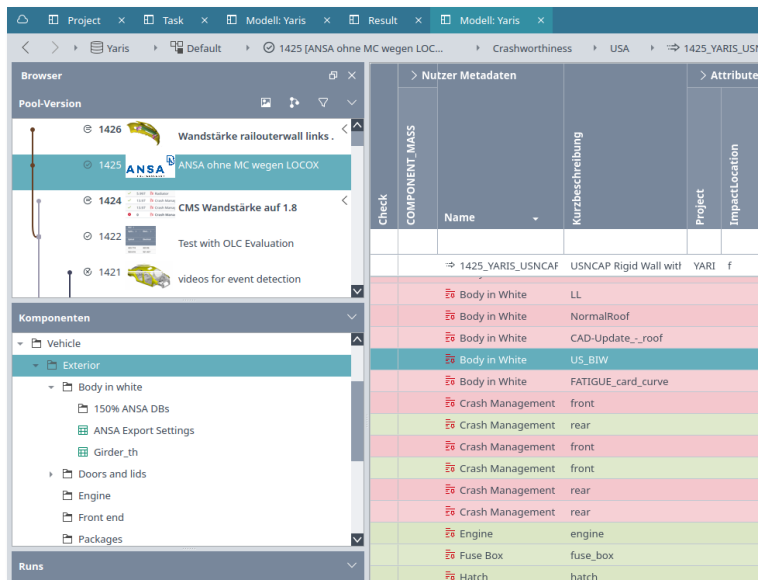 Project × Task × Modell: Yaris × Result × Modell: Yaris ×
Yaris Default 1425 [ANSA ohne MC wegen LOC... Crashworthiness USA 1425_YARIS_USN
Browser
Pool-Version
1426 Wandstärke railouterwall links .
1425 ANSA ANSA ohne MC wegen LOCOX
1424 CMS Wandstärke auf 1.8
1422 Test with OLC Evaluation
1421 videos for event detection
Komponenten
Vehicle
Exterior
Body in white
150% ANSA DBs
ANSA Export Settings
Girder_th
Doors and lids
Engine
Front end
Packages
Runs
Nutzer Metadaten Attribute
Check COMPONENT_MASS Name Kurzbeschreibung Project ImpactLocation
1425_YARIS_USNCAP USNCAP Rigid Wall with YARI f
Body in White LL
Body in White NormalRoof
Body in White CAD-Update_-_roof
Body in White US_BIW
Body in White FATIGUE_card_curve
Crash Management front
Crash Management rear
Crash Management front
Crash Management front
Crash Management rear
Crash Management rear
Engine engine
Fuse Box fuse_box
Hatch hatch